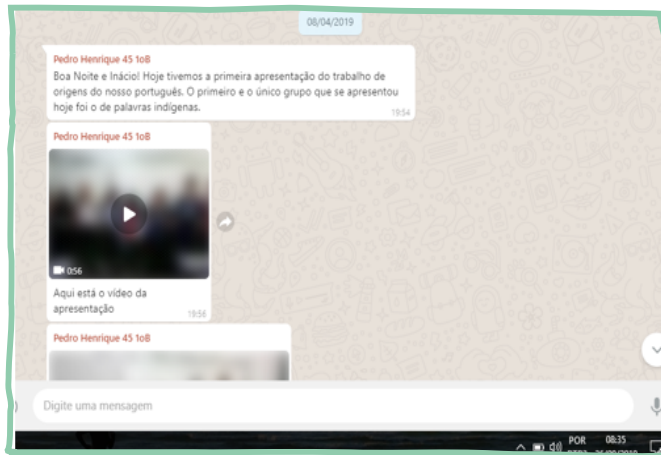 08/04/2019
Pedro Henrique 45 1oB
Boa Noite e Inácio! Hoje tivemos a primeira apresentação do trabalho de
origens do nosso português. O primeiro e o único grupo que se apresentou
hoje foi o de palavras indígenas.
19:54
Pedro Henrique 45 1oB
0:56
Aqui está o vídeo da
apresentação
19:56
Pedro Henrique 45 1oB
Digite uma mensagem
POR
08:35